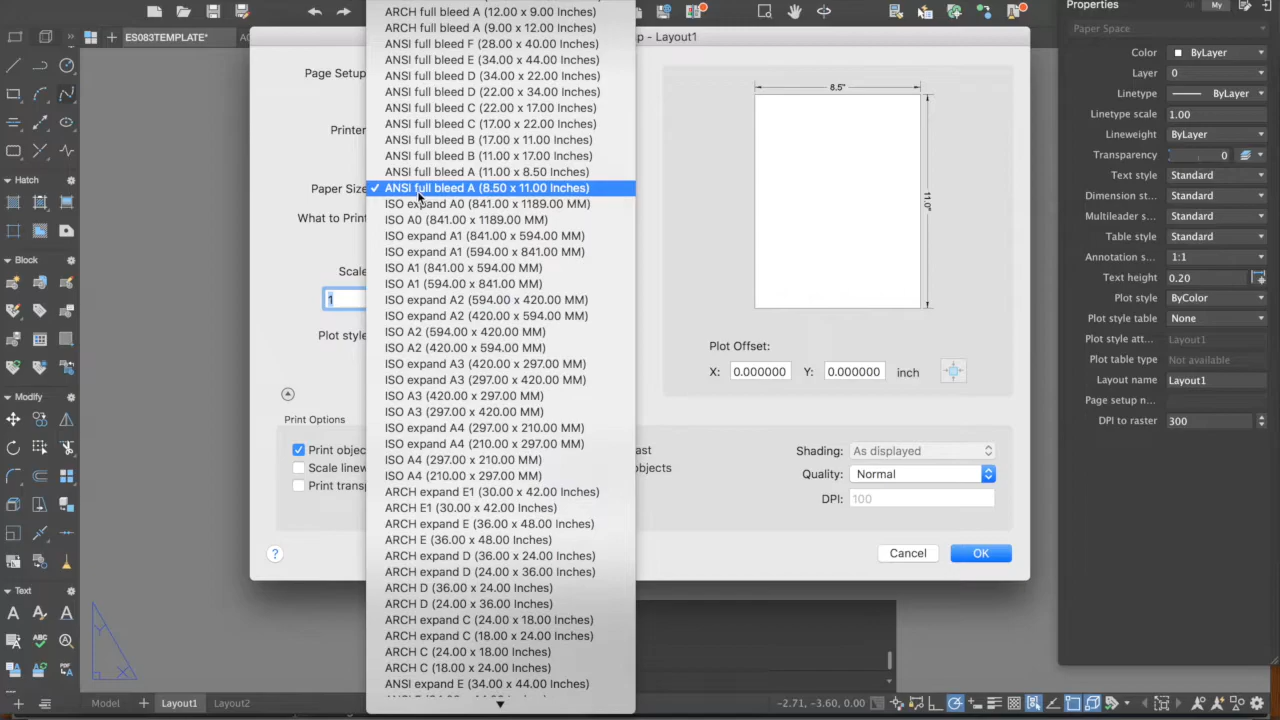 ES083TEMPLATE*
Hatch
Block
Modify
Text
Model
Layout1
Layout2
sp - Layout1
Page Setup
Printer
Paper Size
What to Print
Scale
1
Plot style
Print Options
Print objec
Scale linew
Print transp
ARCH full bleed A (12.00 x 9.00 Inches)
ARCH full bleed A (9.00 x 12.00 Inches)
ANSI full bleed F (28.00 x 40.00 Inches)
ANSI full bleed E (34.00 x 44.00 Inches)
ANSI full bleed D (34.00 x 22.00 Inches)
ANSI full bleed D (22.00 x 34.00 Inches)
ANSI full bleed C (22.00 x 17.00 Inches)
ANSI full bleed C (17.00 x 22.00 Inches)
ANSI full bleed B (17.00 x 11.00 Inches)
ANSI full bleed B (11.00 x 17.00 Inches)
ANSI full bleed A (11.00 x 8.50 Inches)
ANSI full bleed A (8.50 x 11.00 Inches)
ISO expand A0 (841.00 x 1189.00 MM)
ISO A0 (841.00 x 1189.00 MM)
ISO expand A1 (841.00 x 594.00 MM)
ISO expand A1 (594.00 x 841.00 MM)
ISO A1 (841.00 x 594.00 MM)
ISO A1 (594.00 x 841.00 MM)
ISO expand A2 (594.00 x 420.00 MM)
ISO expand A2 (420.00 x 594.00 MM)
ISO A2 (594.00 x 420.00 MM)
ISO A2 (420.00 x 594.00 MM)
ISO expand A3 (420.00 x 297.00 MM)
ISO expand A3 (297.00 x 420.00 MM)
ISO A3 (420.00 x 297.00 MM)
ISO A3 (297.00 x 420.00 MM)
ISO expand A4 (297.00 x 210.00 MM)
ISO expand A4 (210.00 x 297.00 MM)
ISO A4 (297.00 x 210.00 MM)
ISO A4 (210.00 x 297.00 MM)
ARCH expand E1 (30.00 x 42.00 Inches)
ARCH E1 (30.00 x 42.00 Inches)
ARCH expand E (36.00 x 48.00 Inches)
ARCH E (36.00 x 48.00 Inches)
ARCH expand D (36.00 x 24.00 Inches)
ARCH expand D (24.00 x 36.00 Inches)
ARCH D (36.00 x 24.00 Inches)
ARCH D (24.00 x 36.00 Inches)
ARCH expand C (24.00 x 18.00 Inches)
ARCH expand C (18.00 x 24.00 Inches)
ARCH C (24.00 x 18.00 Inches)
ARCH C (18.00 x 24.00 Inches)
ANSI expand E (34.00 x 44.00 Inches)
8.5"
11.0"
Plot Offset:
X: 0.000000 Y: 0.000000 inch
Shading: As displayed
Quality: Normal
DPI: 100
ast
objects
Cancel OK
-2.71, -3.60, 0.00
Properties All My
Paper Space
Color ByLayer
Layer 0
Linetype ByLayer
Linetype scale 1.00
Lineweight ByLayer
Transparency 0
Text style Standard
Dimension st... Standard
Multileader st... Standard
Table style Standard
Annotation s... 1:1
Text height 0.20
Plot style ByColor
Plot style table None
Plot style att... Layout1
Plot table type Not available
Layout name Layout1
Page setup n...
DPI to raster 300